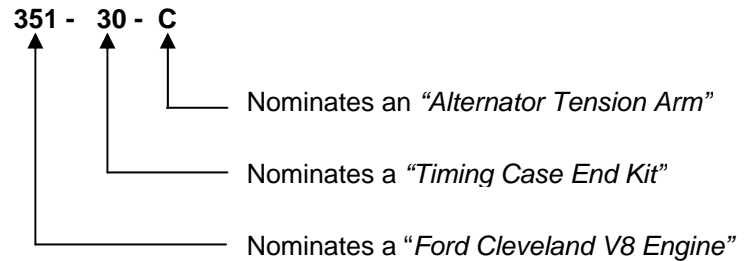 351 - 30 - C
Nominates an “Alternator Tension Arm”
Nominates a “Timing Case End Kit”
Nominates a “Ford Cleveland V8 Engine”